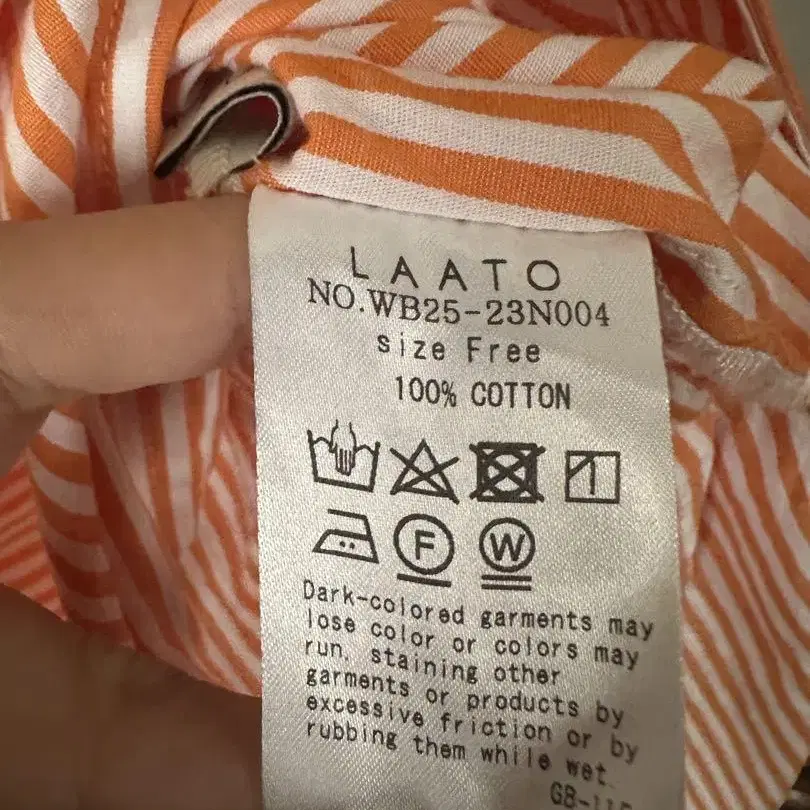 LAATO
NO.WB25-23N004
size Free
100% COTTON
F W
Dark-colored garments may
lose color or colors may
run, staining other
garments or products by
excessive friction or by
rubbing them while wet.